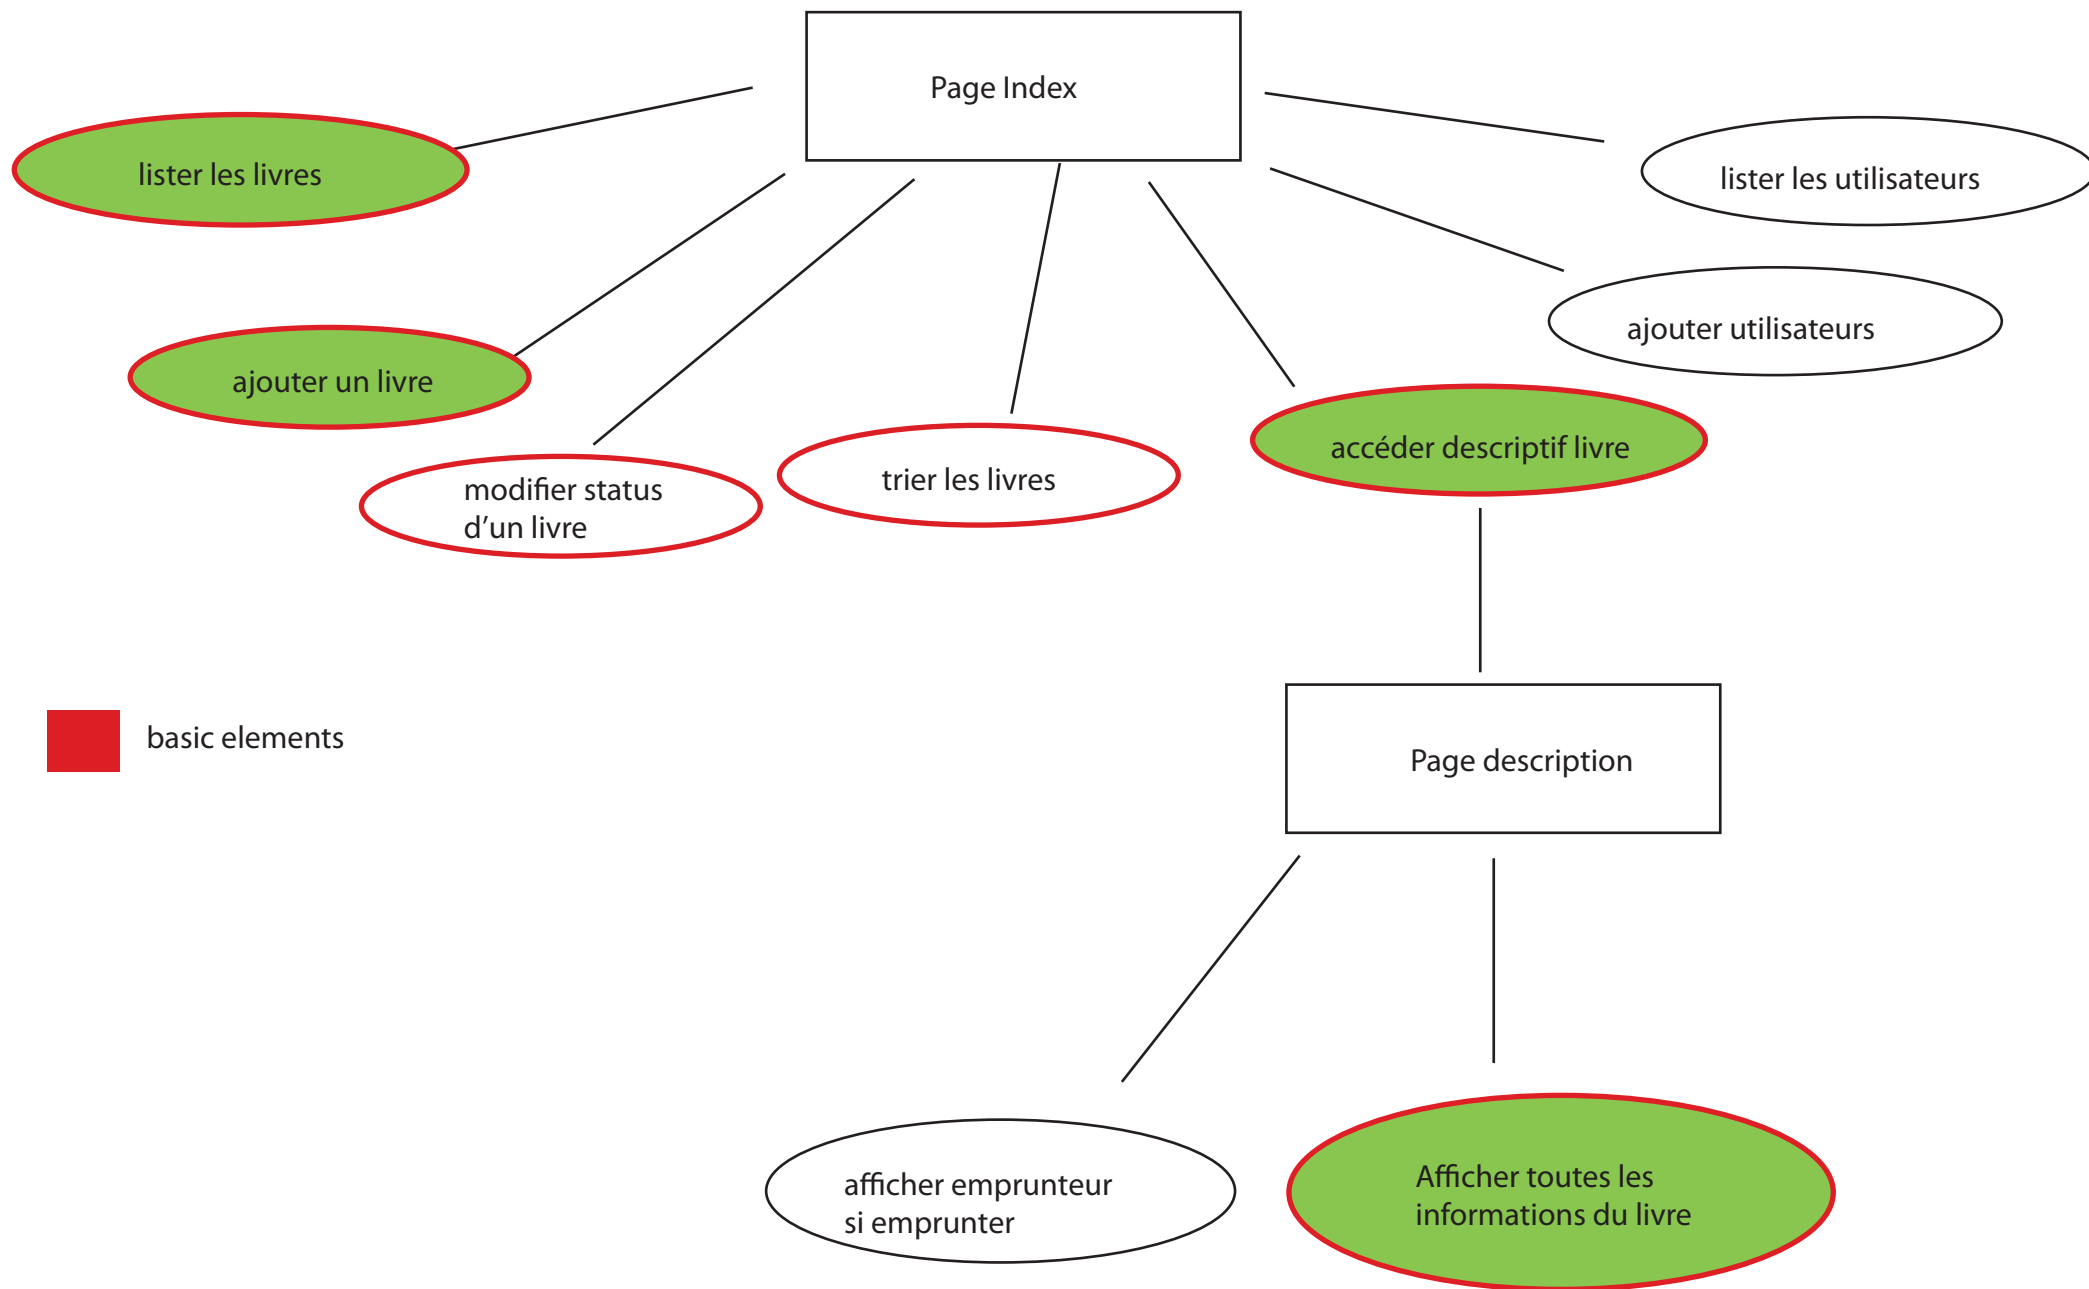 Page Index
lister les livres
lister les utilisateurs
ajouter utilisateurs
ajouter un livre
accéder descriptif livre
trier les livres
modifier status
d'un livre
basic elements
Page description
afficher emprunteur
si emprunter
Afficher toutes les
informations du livre